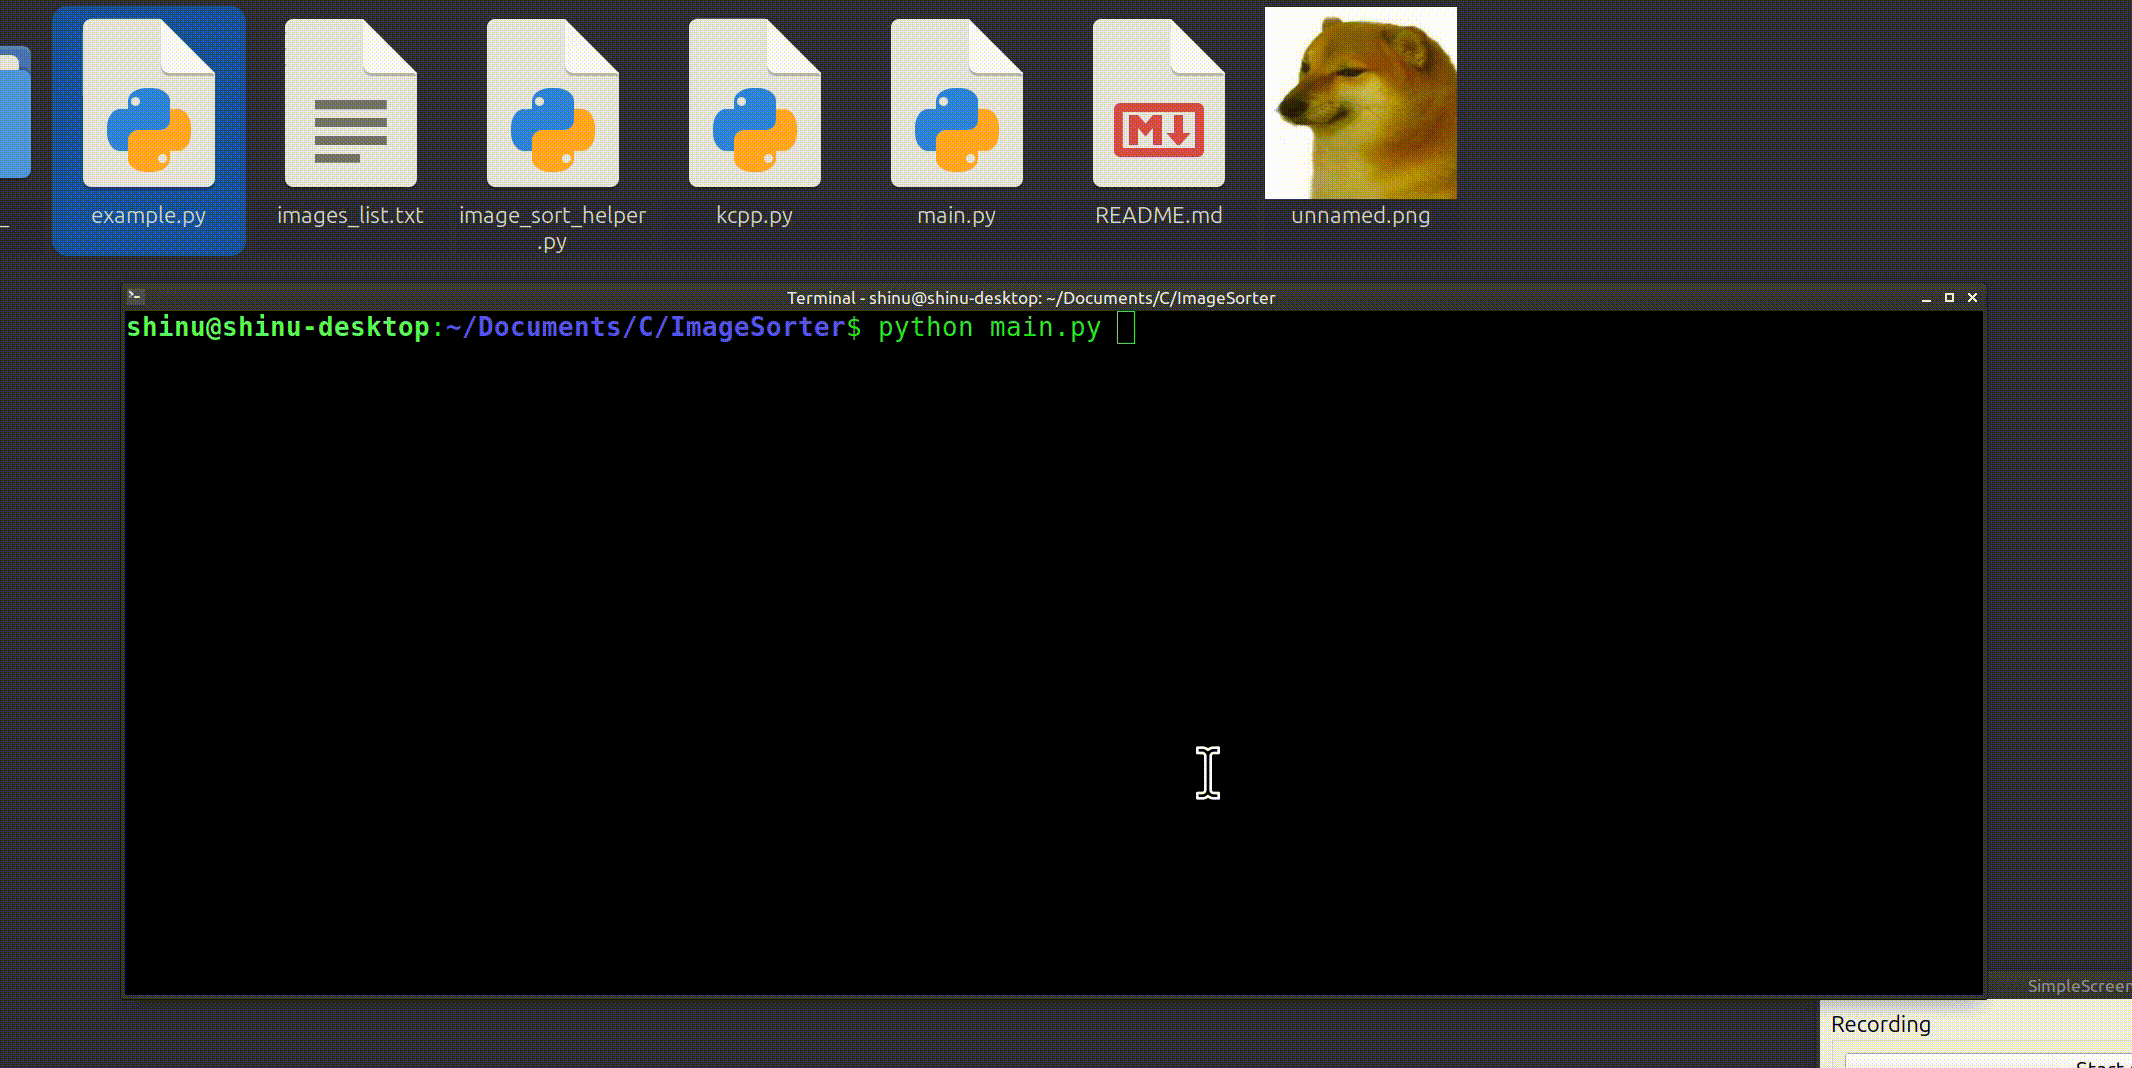 example.py
images_list.txt
image_sort_helper
.py
kcpp.py
main.py
M
README.md
unnamed.png
Terminal - shinu@shinu-desktop: ~/Documents/C/ImageSorter
shinu@shinu-desktop:~/Documents/C/ImageSorter$ python main.py
SimpleScreen
Recording
Start